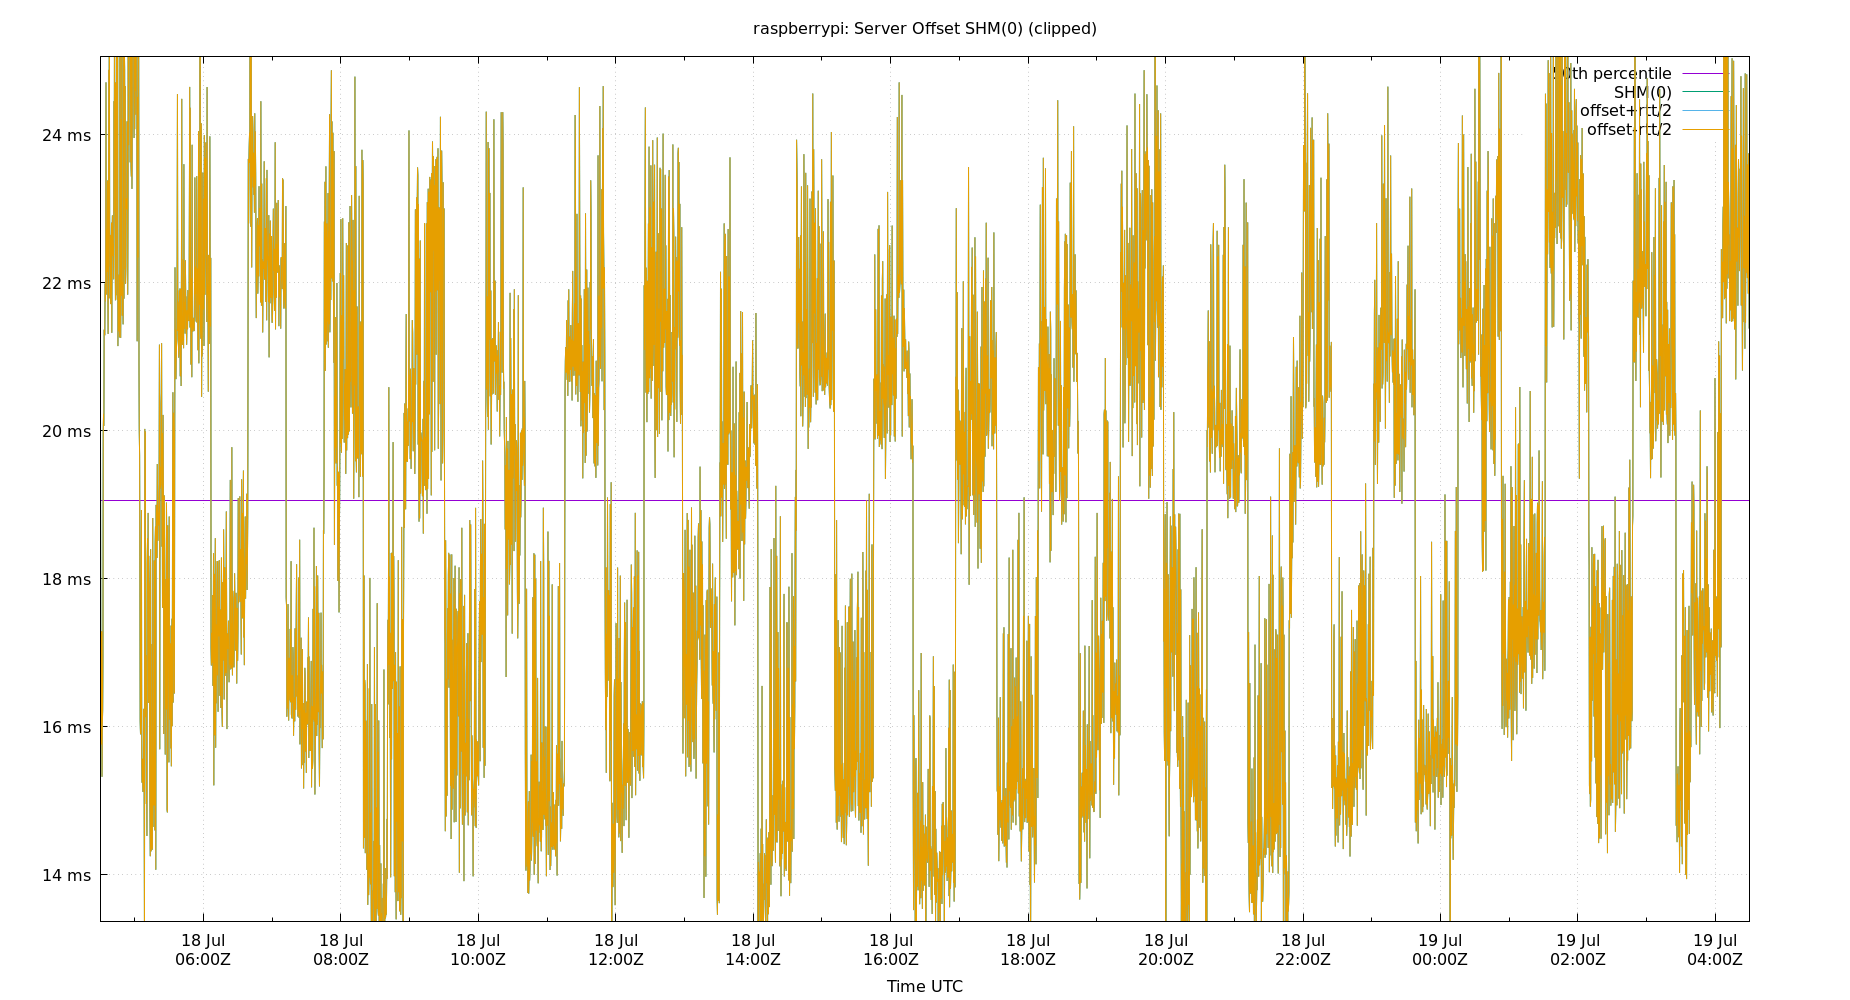 raspberrypi: Server Offset SHM(0) (clipped)
50th percentile
SHM(0)
offset+rtt/2
offset-rtt/2
24 ms
22 ms
20 ms
18 ms
16 ms
14 ms
18 Jul 18 Jul 18 Jul 18 Jul 18 Jul 18 Jul 18 Jul 18 Jul 18 Jul 19 Jul 19 Jul 19 Jul
06:00Z 08:00Z 10:00Z 12:00Z 14:00Z 16:00Z 18:00Z 20:00Z 22:00Z 00:00Z 02:00Z 04:00Z
Time UTC